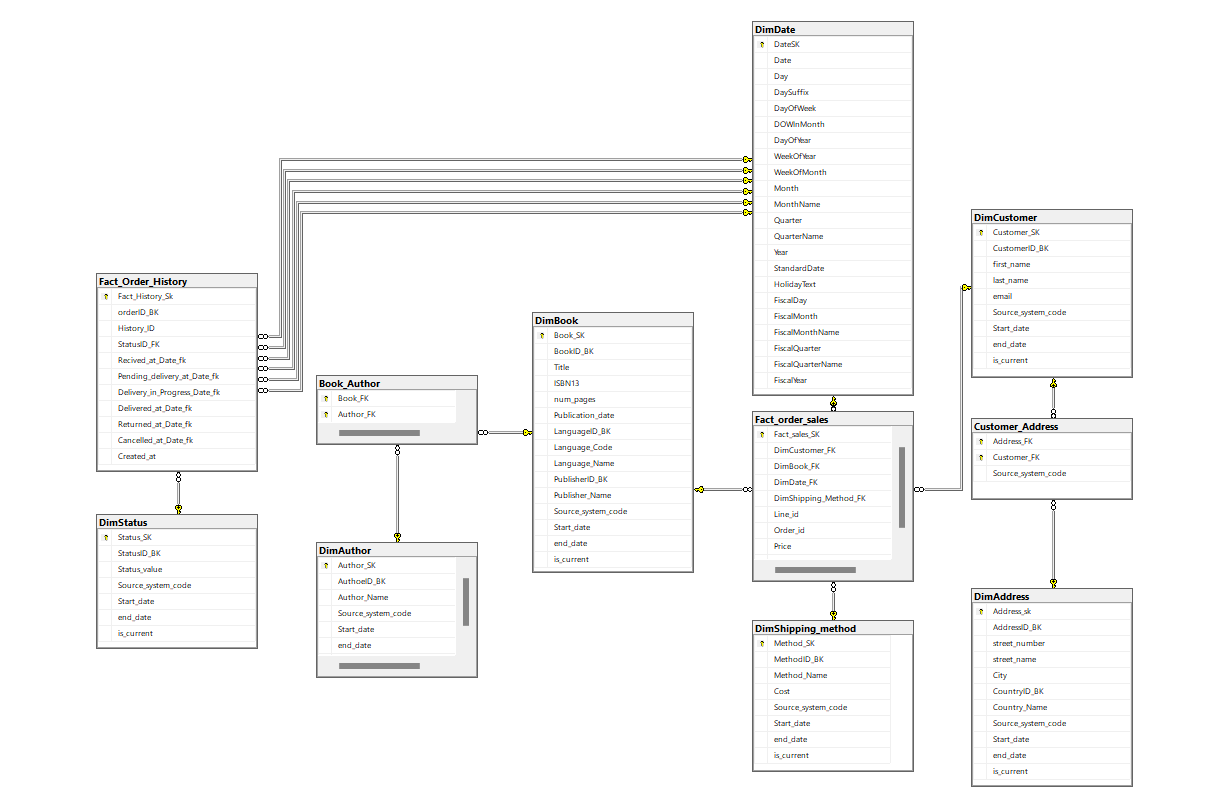 DimDate
DateSK
Date
Day
DaySuffix
DayOfWeek
DOWInMonth
DayOfYear
WeekOfYear
WeekOfMonth
Month
MonthName
Quarter
QuarterName
Year
StandardDate
HolidayText
FiscalDay
FiscalMonth
FiscalMonthName
FiscalQuarter
FiscalQuarterName
FiscalYear
DimCustomer
Customer_SK
CustomerID_BK
first_name
last_name
email
Source_system_code
Start_date
end_date
is_current
Fact_Order_History
Fact_History_Sk
orderID_BK
History_ID
StatusID_FK
Recived_at_Date_fk
Pending_delivery_at_Date_fk
Delivery_in_Progress_Date_fk
Delivered_at_Date_fk
Returned_at_Date_fk
Cancelled_at_Date_fk
Created_at
DimBook
Book_SK
BookID_BK
Title
ISBN13
num_pages
Publication_date
LanguageID_BK
Language_Code
Language_Name
PublisherID_BK
Publisher_Name
Source_system_code
Start_date
end_date
is_current
Book_Author
Book_FK
Author_FK
Fact_order_sales
Fact_sales_SK
DimCustomer_FK
DimBook_FK
DimDate_FK
DimShipping_Method_FK
Line_id
Order_id
Price
Customer_Address
Address_FK
Customer_FK
Source_system_code
DimStatus
Status_SK
StatusID_BK
Status_value
Source_system_code
Start_date
end_date
is_current
DimAuthor
Author_SK
AuthoeID_BK
Author_Name
Source_system_code
Start_date
end_date
DimShipping_method
Method_SK
MethodID_BK
Method_Name
Cost
Source_system_code
Start_date
end_date
is_current
DimAddress
Address_sk
AddressID_BK
street_number
street_name
City
CountryID_BK
Country_Name
Source_system_code
Start_date
end_date
is_current